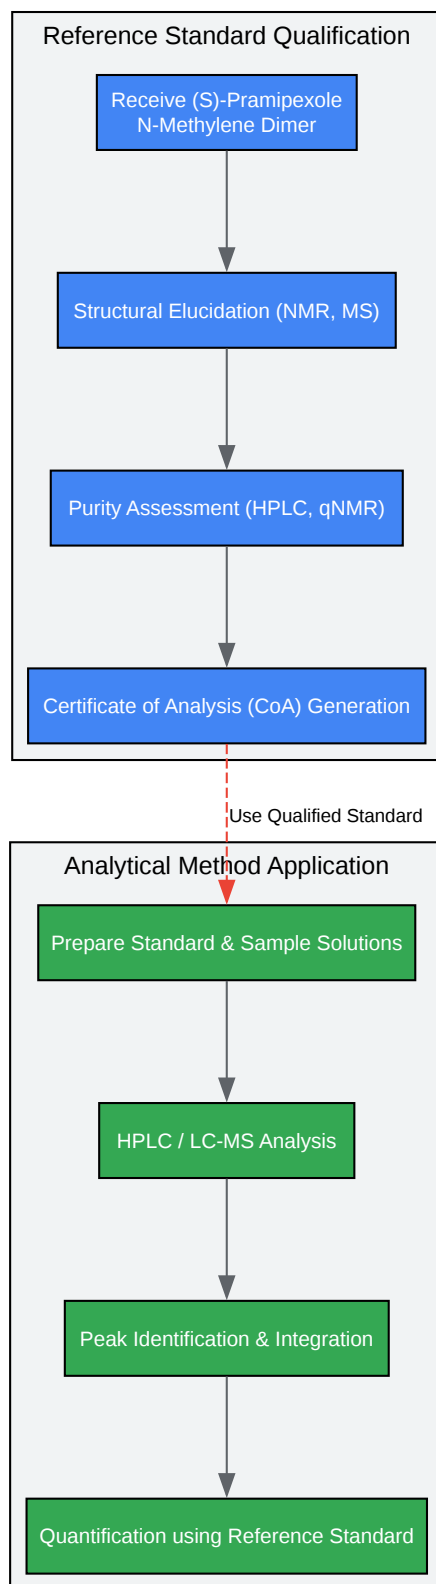 Reference Standard Qualification
Receive (S)-Pramipexole
N-Methylene Dimer
Structural Elucidation (NMR, MS)
Purity Assessment (HPLC, qNMR)
Certificate of Analysis (CoA) Generation
Use Qualified Standard
Analytical Method Application
Prepare Standard & Sample Solutions
HPLC / LC-MS Analysis
Peak Identification & Integration
Quantification using Reference Standard